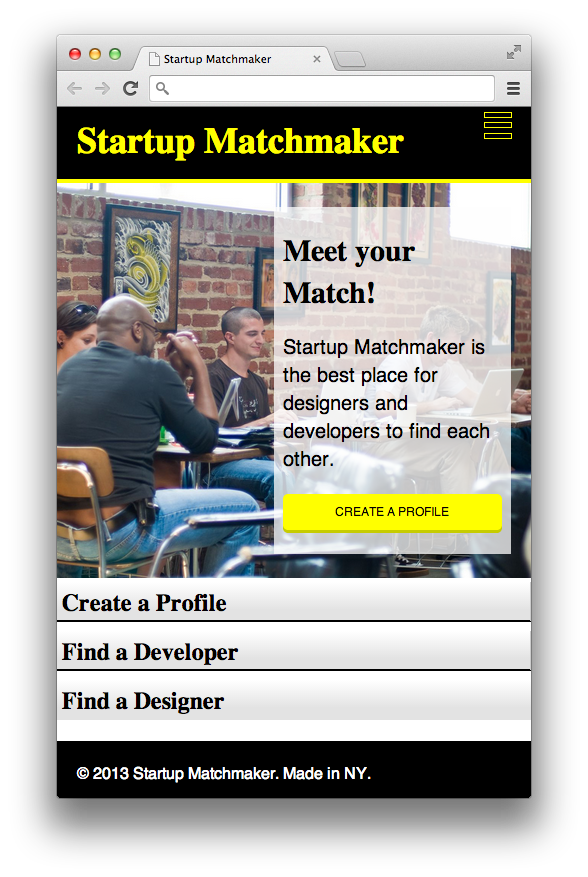 Startup Matchmaker
Startup Matchmaker
Meet your
Match!
Startup Matchmaker is
the best place for
designers and
developers to find each
other.
CREATE A PROFILE
Create a Profile
Find a Developer
Find a Designer
© 2013 Startup Matchmaker. Made in NY.